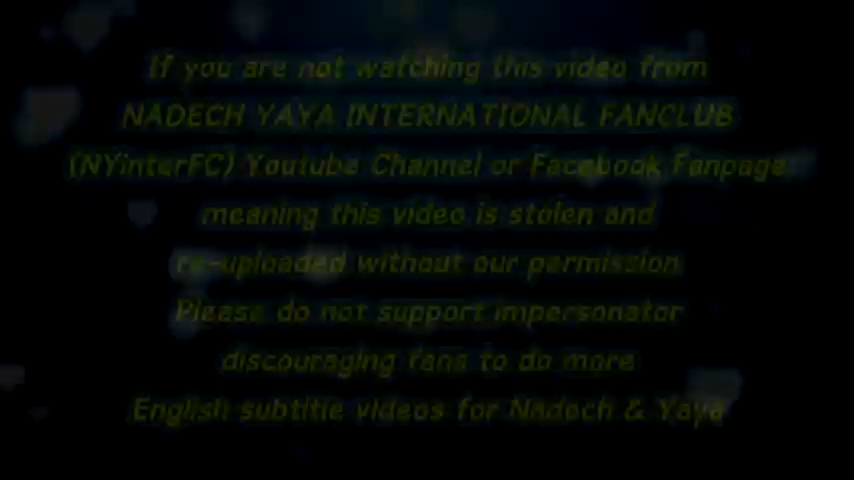 If you are not watching this video from
NADECH YAYA INTERNATIONAL FANCLUB
(NYinterFC) Youtube Channel or Facebook Fanpage
meaning this video is stolen and
re-uploaded without our permission
Please do not support impersonator
discouraging fans to do more
English subtitle videos for Nadech & Yaya